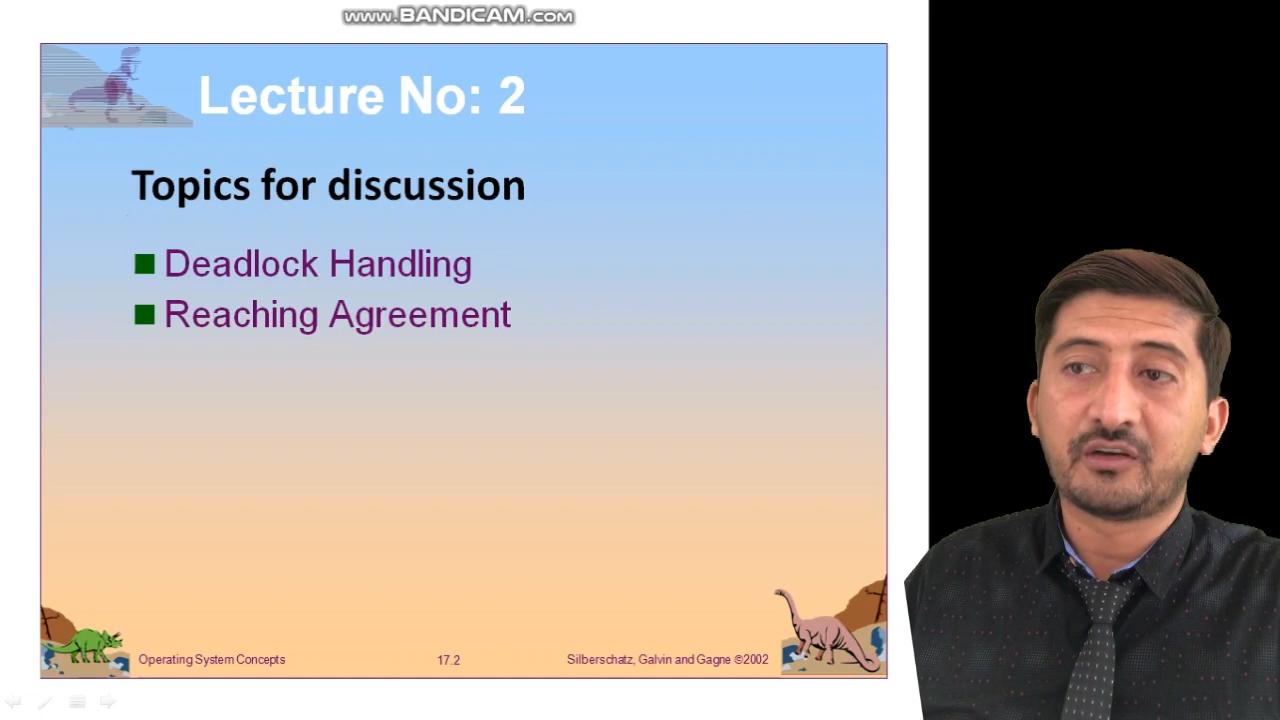 www.BANDICAM.com
Lecture No: 2
Topics for discussion
Deadlock Handling
Reaching Agreement
Operating System Concepts
17.2
Silberschatz, Galvin and Gagne ©2002